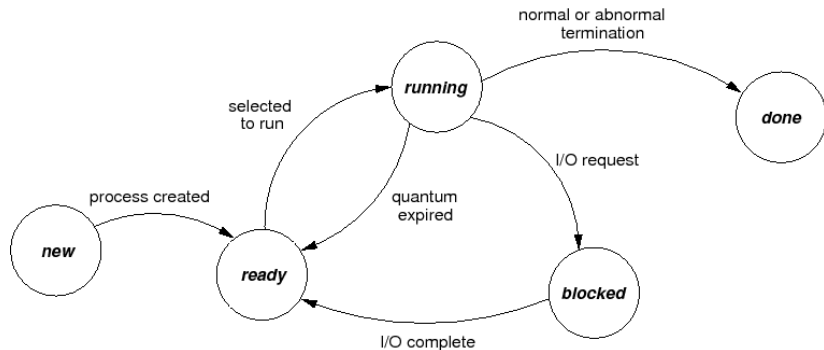 normal or abnormal
termination
running
selected
to run
done
I/O request
process created
quantum
expired
new
ready
blocked
I/O complete